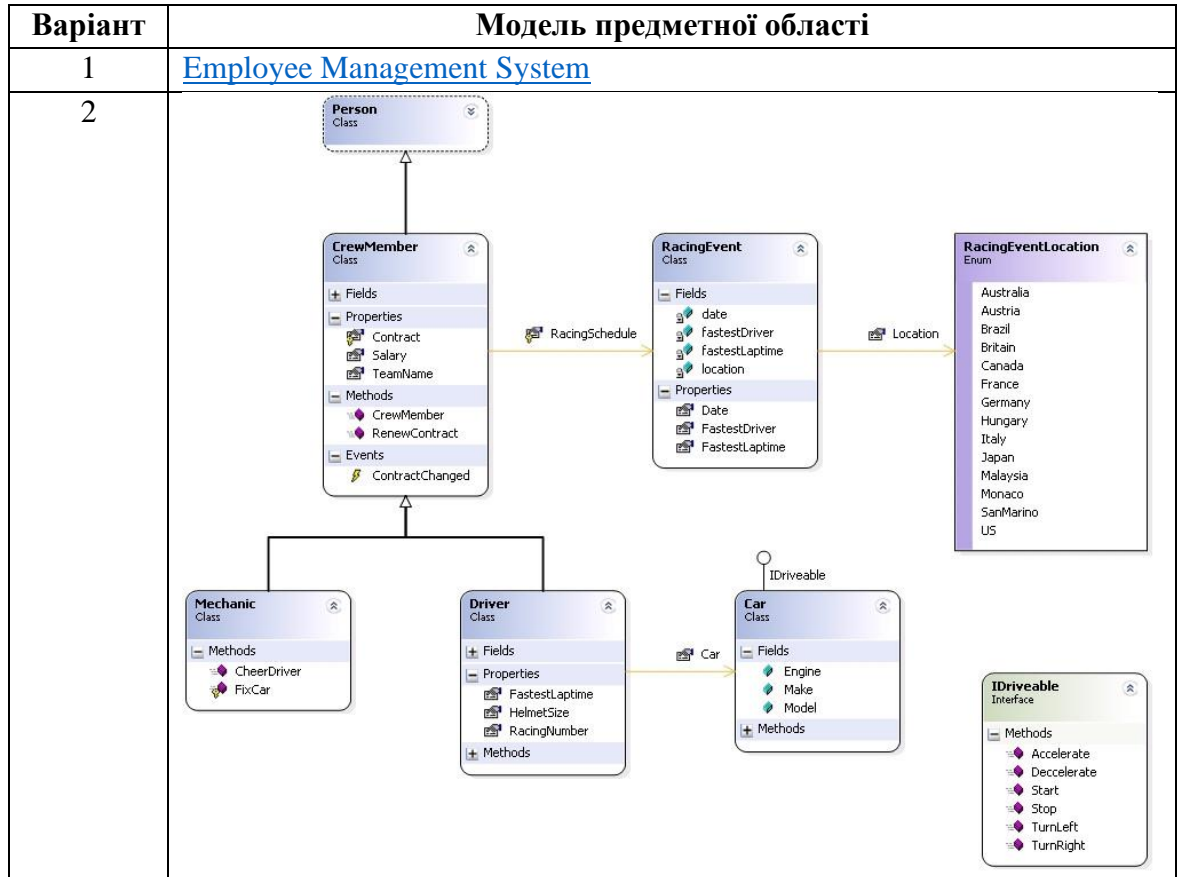 Варіант Модель предметної області
1 Employee Management System
2
Person
Class
CrewMember
Class
Fields
Properties
Contract
Salary
TeamName
Methods
CrewMember
RenewContract
Events
ContractChanged
RacingSchedule
RacingEvent
Class
Fields
date
fastestDriver
fastestLaptime
location
Properties
Date
FastestDriver
FastestLaptime
Location
RacingEventLocation
Enum
Australia
Austria
Brazil
Britain
Canada
France
Germany
Hungary
Italy
Japan
Malaysia
Monaco
SanMarino
US
Mechanic
Class
Methods
CheerDriver
FixCar
Driver
Class
Fields
Properties
FastestLaptime
HelmetSize
RacingNumber
Methods
Car
IDriveable
Car
Class
Fields
Engine
Make
Model
Methods
IDriveable
Interface
Methods
Accelerate
Deccelerate
Start
Stop
TurnLeft
TurnRight